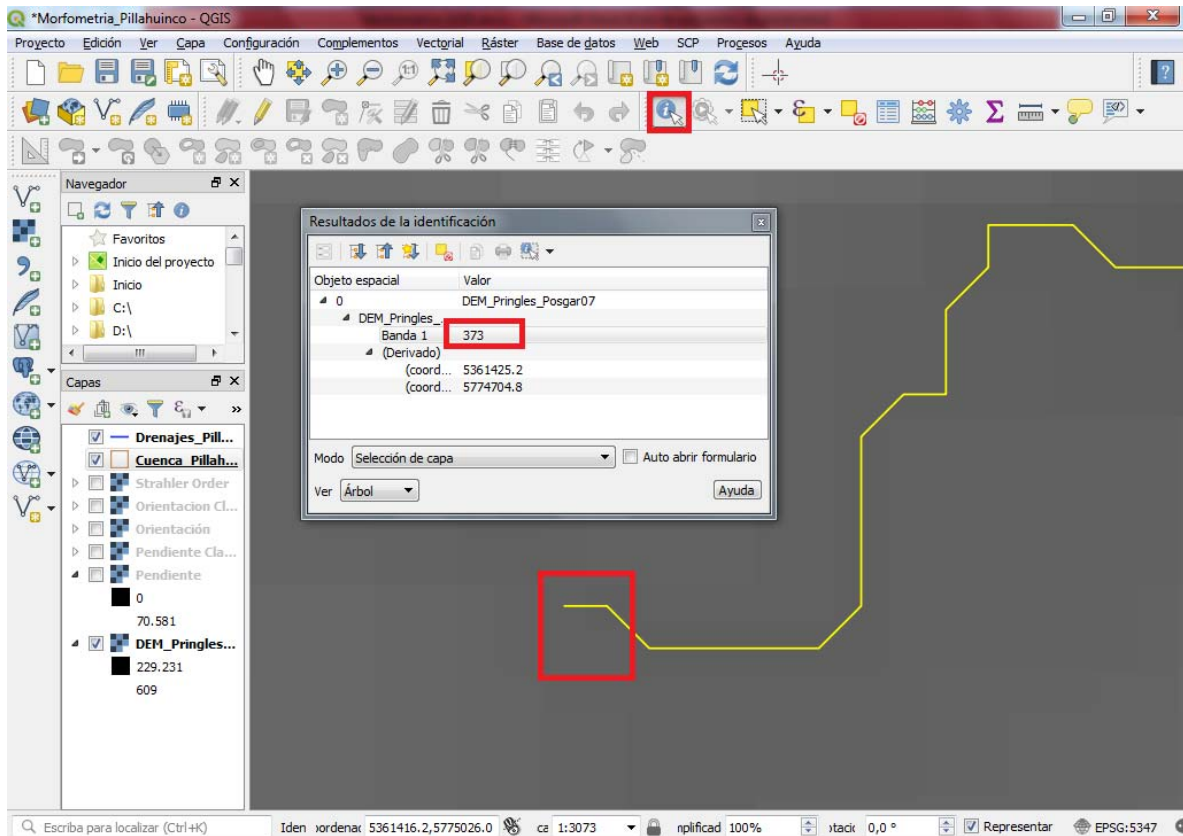 *Morfometria_Pillahuinco - QGIS
Proyecto Edición Ver Capa Configuración Complementos Vectorial Ráster Base de datos Web SCP Procesos Ayuda
Navegador
Favoritos
Inicio del proyecto
Inicio
C:\
D:\
Capas
Drenajes_Pill...
Cuenca_Pillah...
Strahler Order
Orientacion Cl...
Orientación
Pendiente Cla...
Pendiente
0
70.581
DEM_Pringles...
229.231
609
Resultados de la identificación
Objeto espacial Valor
0 DEM_Pringles_Posgar07
DEM_Pringles_...
Banda 1 373
(Derivado)
(coord... 5361425.2
(coord... 5774704.8
Modo Selección de capa Auto abrir formulario
Ver Árbol Ayuda
Escriba para localizar (Ctrl+K) Iden 5361416.2,5775026.0 ca 1:3073 nplificad 100% otacic 0,0 ° Representar EPSG:5347